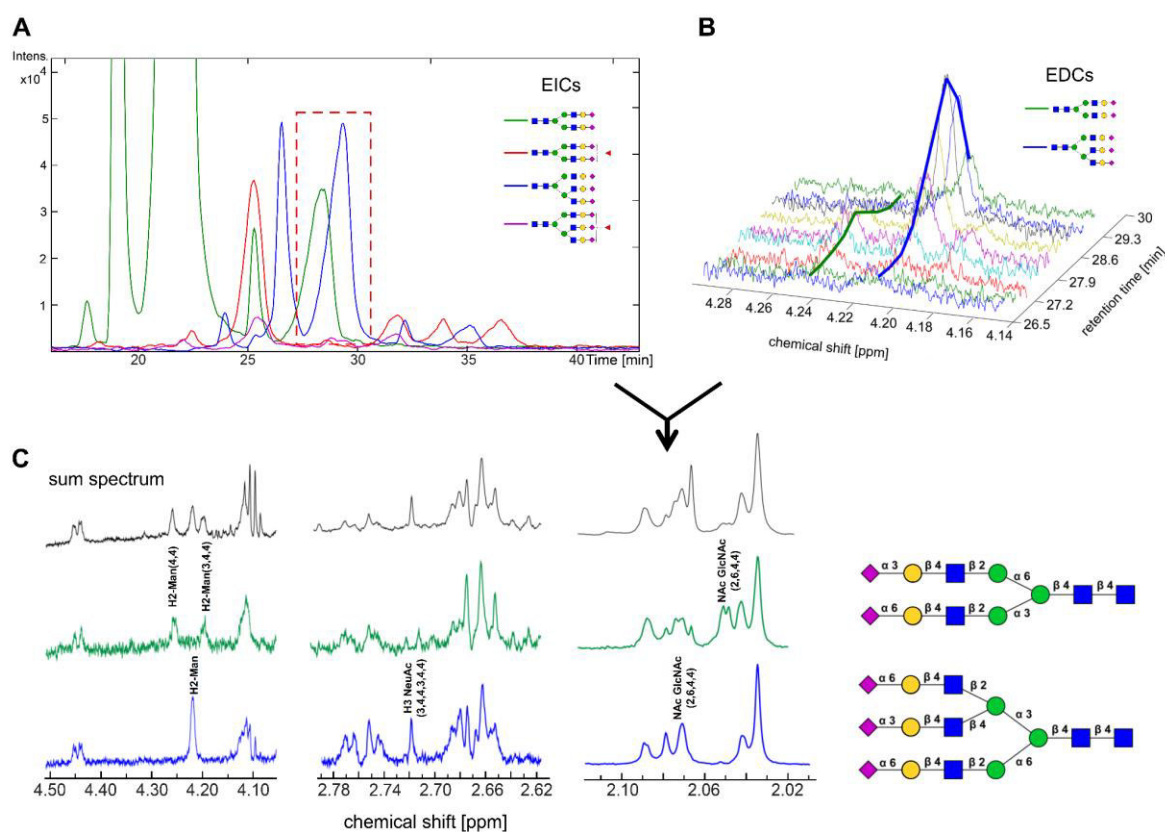 A
Intens.
x10⁴
5
4
3
2
1
20
25
30
35
40
Time [min]
EICs
B
EDCs
4.28
4.26
4.24
4.22
4.20
4.18
4.16
4.14
chemical shift [ppm]
26.5
27.2
27.9
28.6
29.3
30
retention time [min]
C
sum spectrum
H2-Man(4,4)
H2-Man(3,4,4)
NAc GlcNAc
(2,6,4,4)
H2-Man
H3 NeuAc
(3,4,4,3,4,4)
NAc GlcNAc
(2,6,4,4)
4.50 4.40 4.30 4.20 4.10
2.78 2.74 2.70 2.66 2.62
2.10 2.06 2.02
chemical shift [ppm]
α 3 β 4 β 2 α 6
β 4 β 4
α 6 β 4 β 2 α 3
α 6 β 4 β 2
α 3
α 3 β 4 β 4
β 4 β 4
α 6 β 4 β 2 α 6